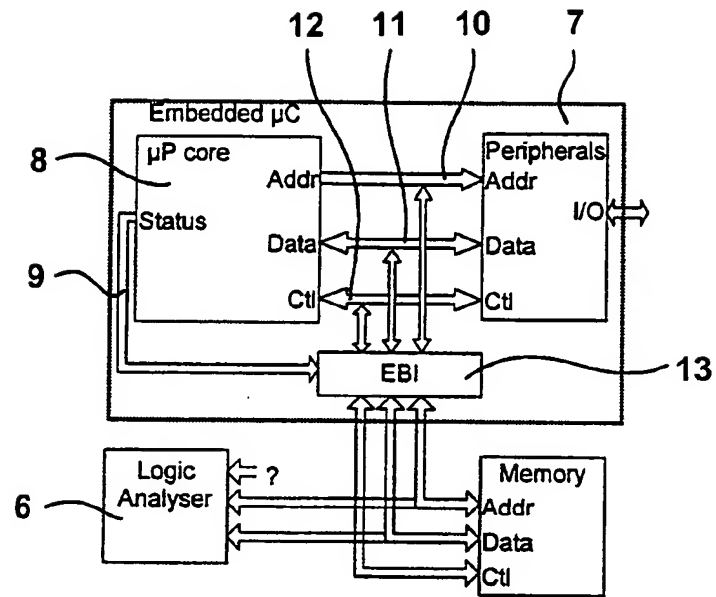 12
11
10
7
Embedded µC
8
µP core
Peripherals
Addr
Addr
Status
I/O
Data
Data
9
Ctl
Ctl
EBI
13
Logic
Analyser
?
Memory
6
Addr
Data
Ctl